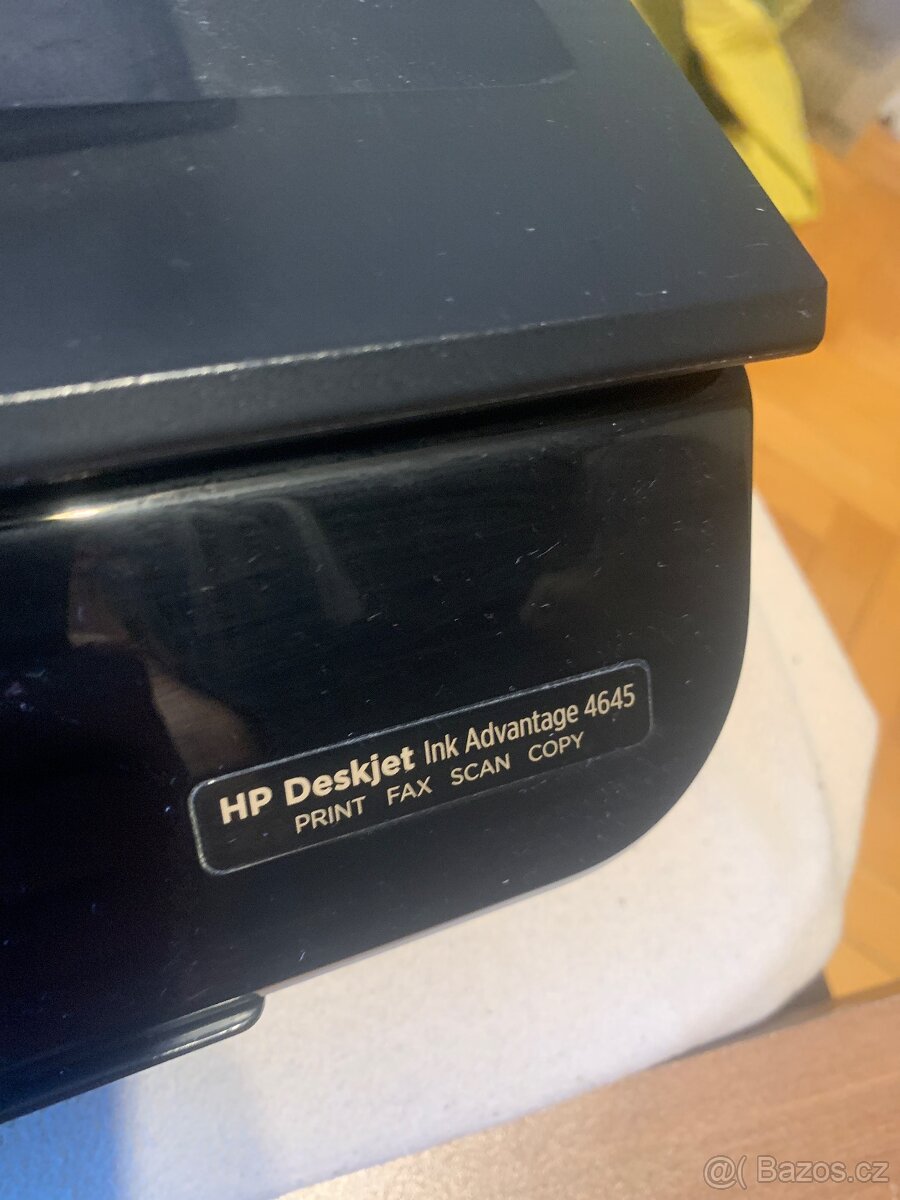 HP Deskjet Ink Advantage 4645
PRINT FAX SCAN COPY
@( Bazos.cz